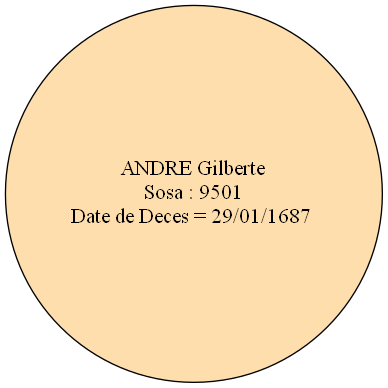 ANDRE Gilberte
Sosa : 9501
Date de Deces = 29/01/1687